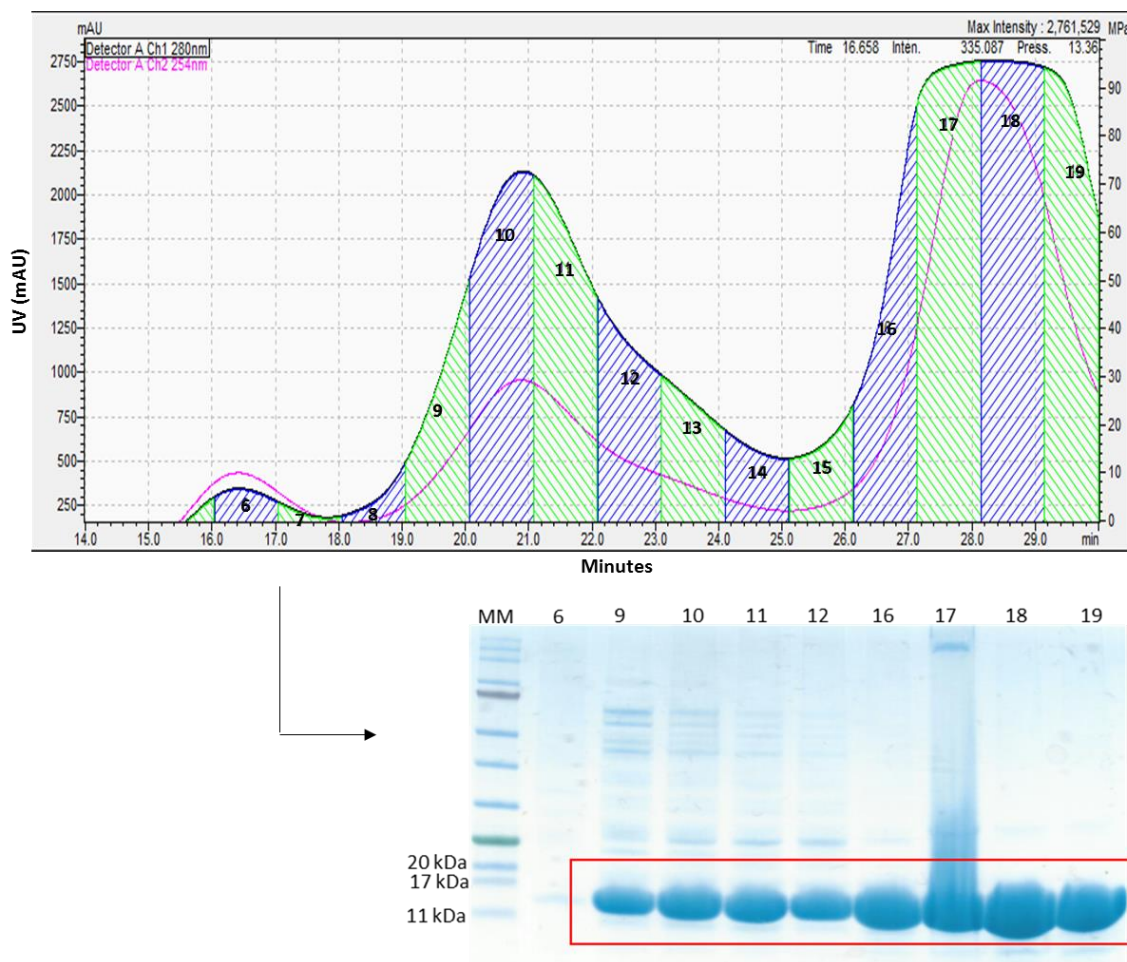 mAU
Max Intensity : 2,761,529
MPa
Detector A Ch1 280nm
Time 16.658 Inten. 335.087 Press. 13.36
Detector A Ch2 254nm
2750
2500
2250
2000
1750
1500
1250
1000
750
500
250
90
80
70
60
50
40
30
20
10
0
UV (mAU)
6
7
8
9
10
11
12
13
14
15
16
17
18
19
14.0 15.0 16.0 17.0 18.0 19.0 20.0 21.0 22.0 23.0 24.0 25.0 26.0 27.0 28.0 29.0 min
Minutes
MM 6 9 10 11 12 16 17 18 19
20 kDa
17 kDa
11 kDa